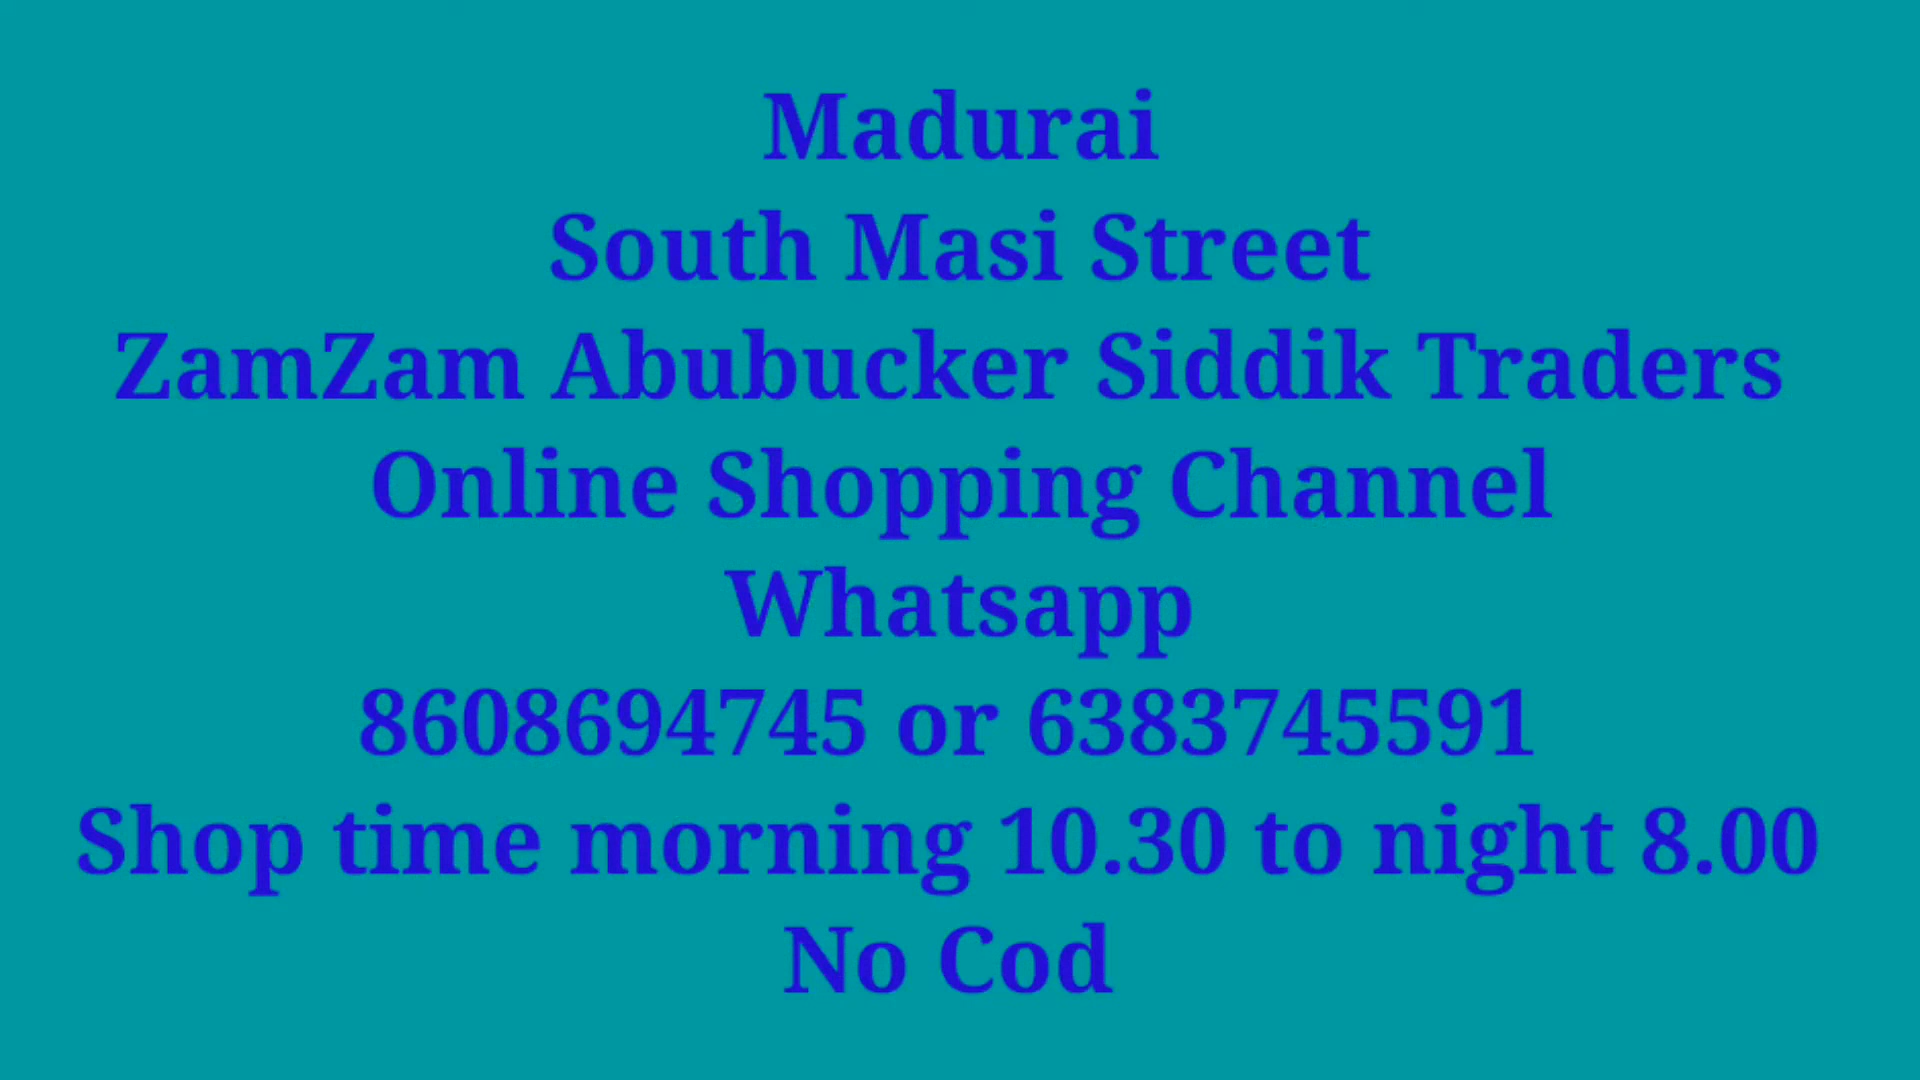 Madurai
South Masi Street
ZamZam Abubucker Siddik Traders
Online Shopping Channel
Whatsapp
8608694745 or 6383745591
Shop time morning 10.30 to night 8.00
No Cod